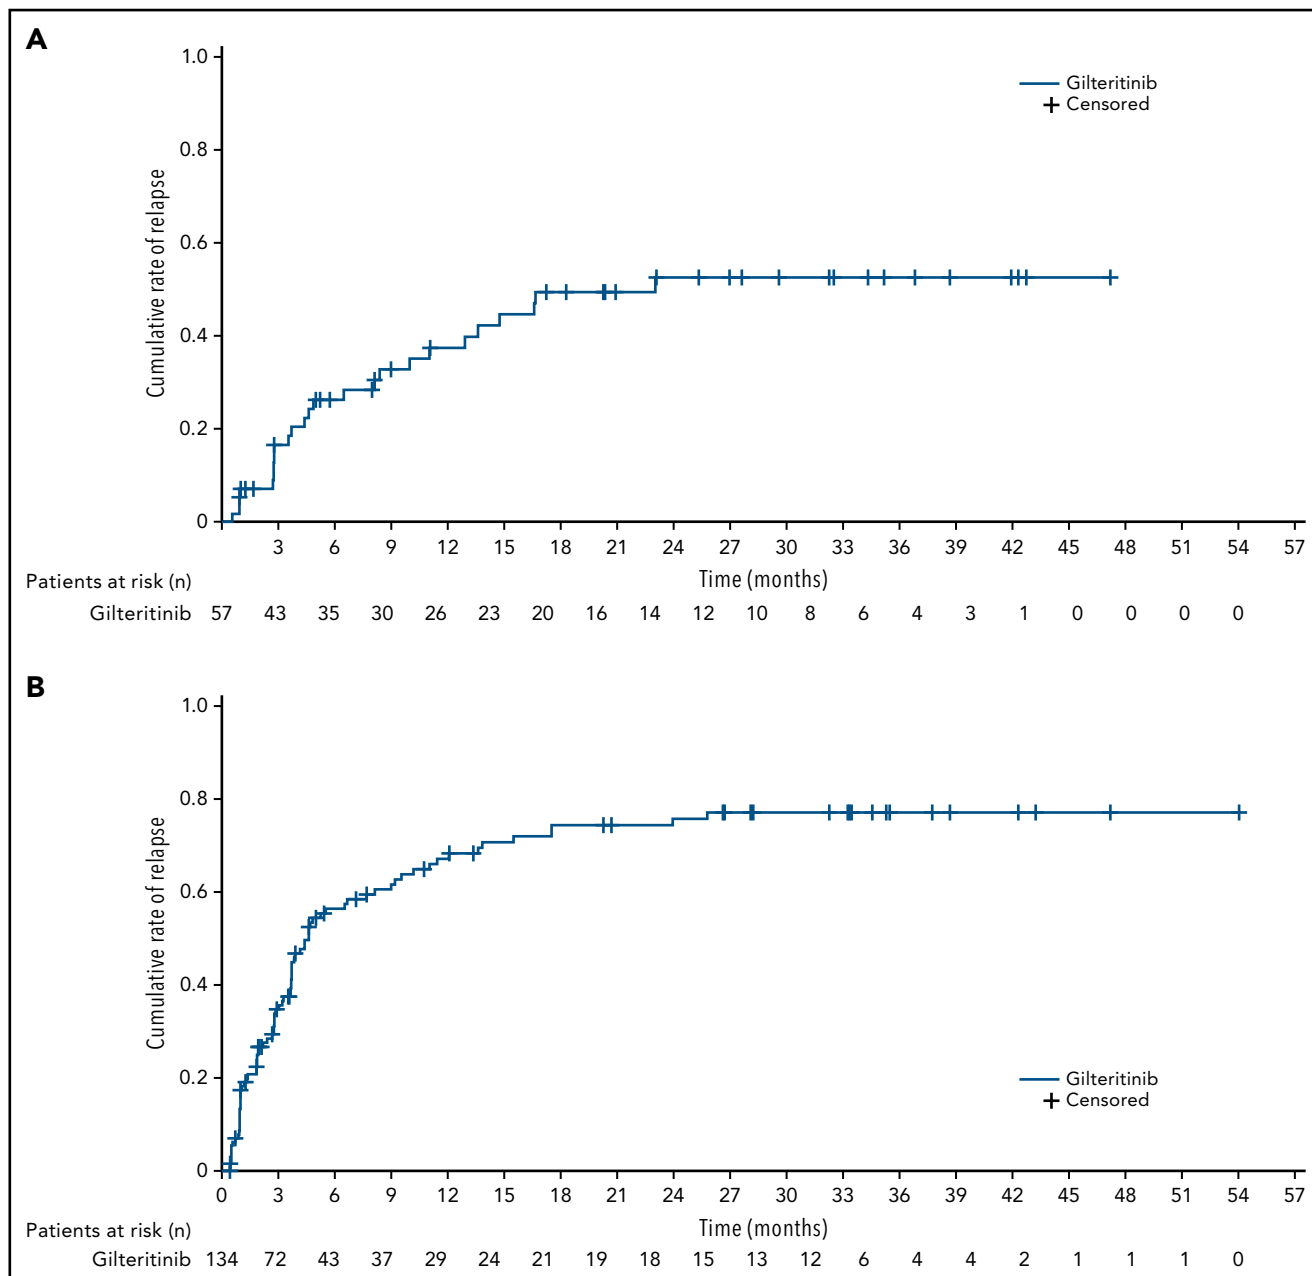 A
1.0
Gilteritinib
Censored
0.8
0.6
0.4
0.2
0
Cumulative rate of relapse
3 6 9 12 15 18 21 24 27 30 33 36 39 42 45 48 51 54 57
Patients at risk (n) Time (months)
Gilteritinib 57 43 35 30 26 23 20 16 14 12 10 8 6 4 3 1 0 0 0 0
B
1.0
0.8
0.6
0.4
0.2
0
Cumulative rate of relapse
Gilteritinib
Censored
0 3 6 9 12 15 18 21 24 27 30 33 36 39 42 45 48 51 54 57
Patients at risk (n) Time (months)
Gilteritinib 134 72 43 37 29 24 21 19 18 15 13 12 6 4 4 2 1 1 1 0